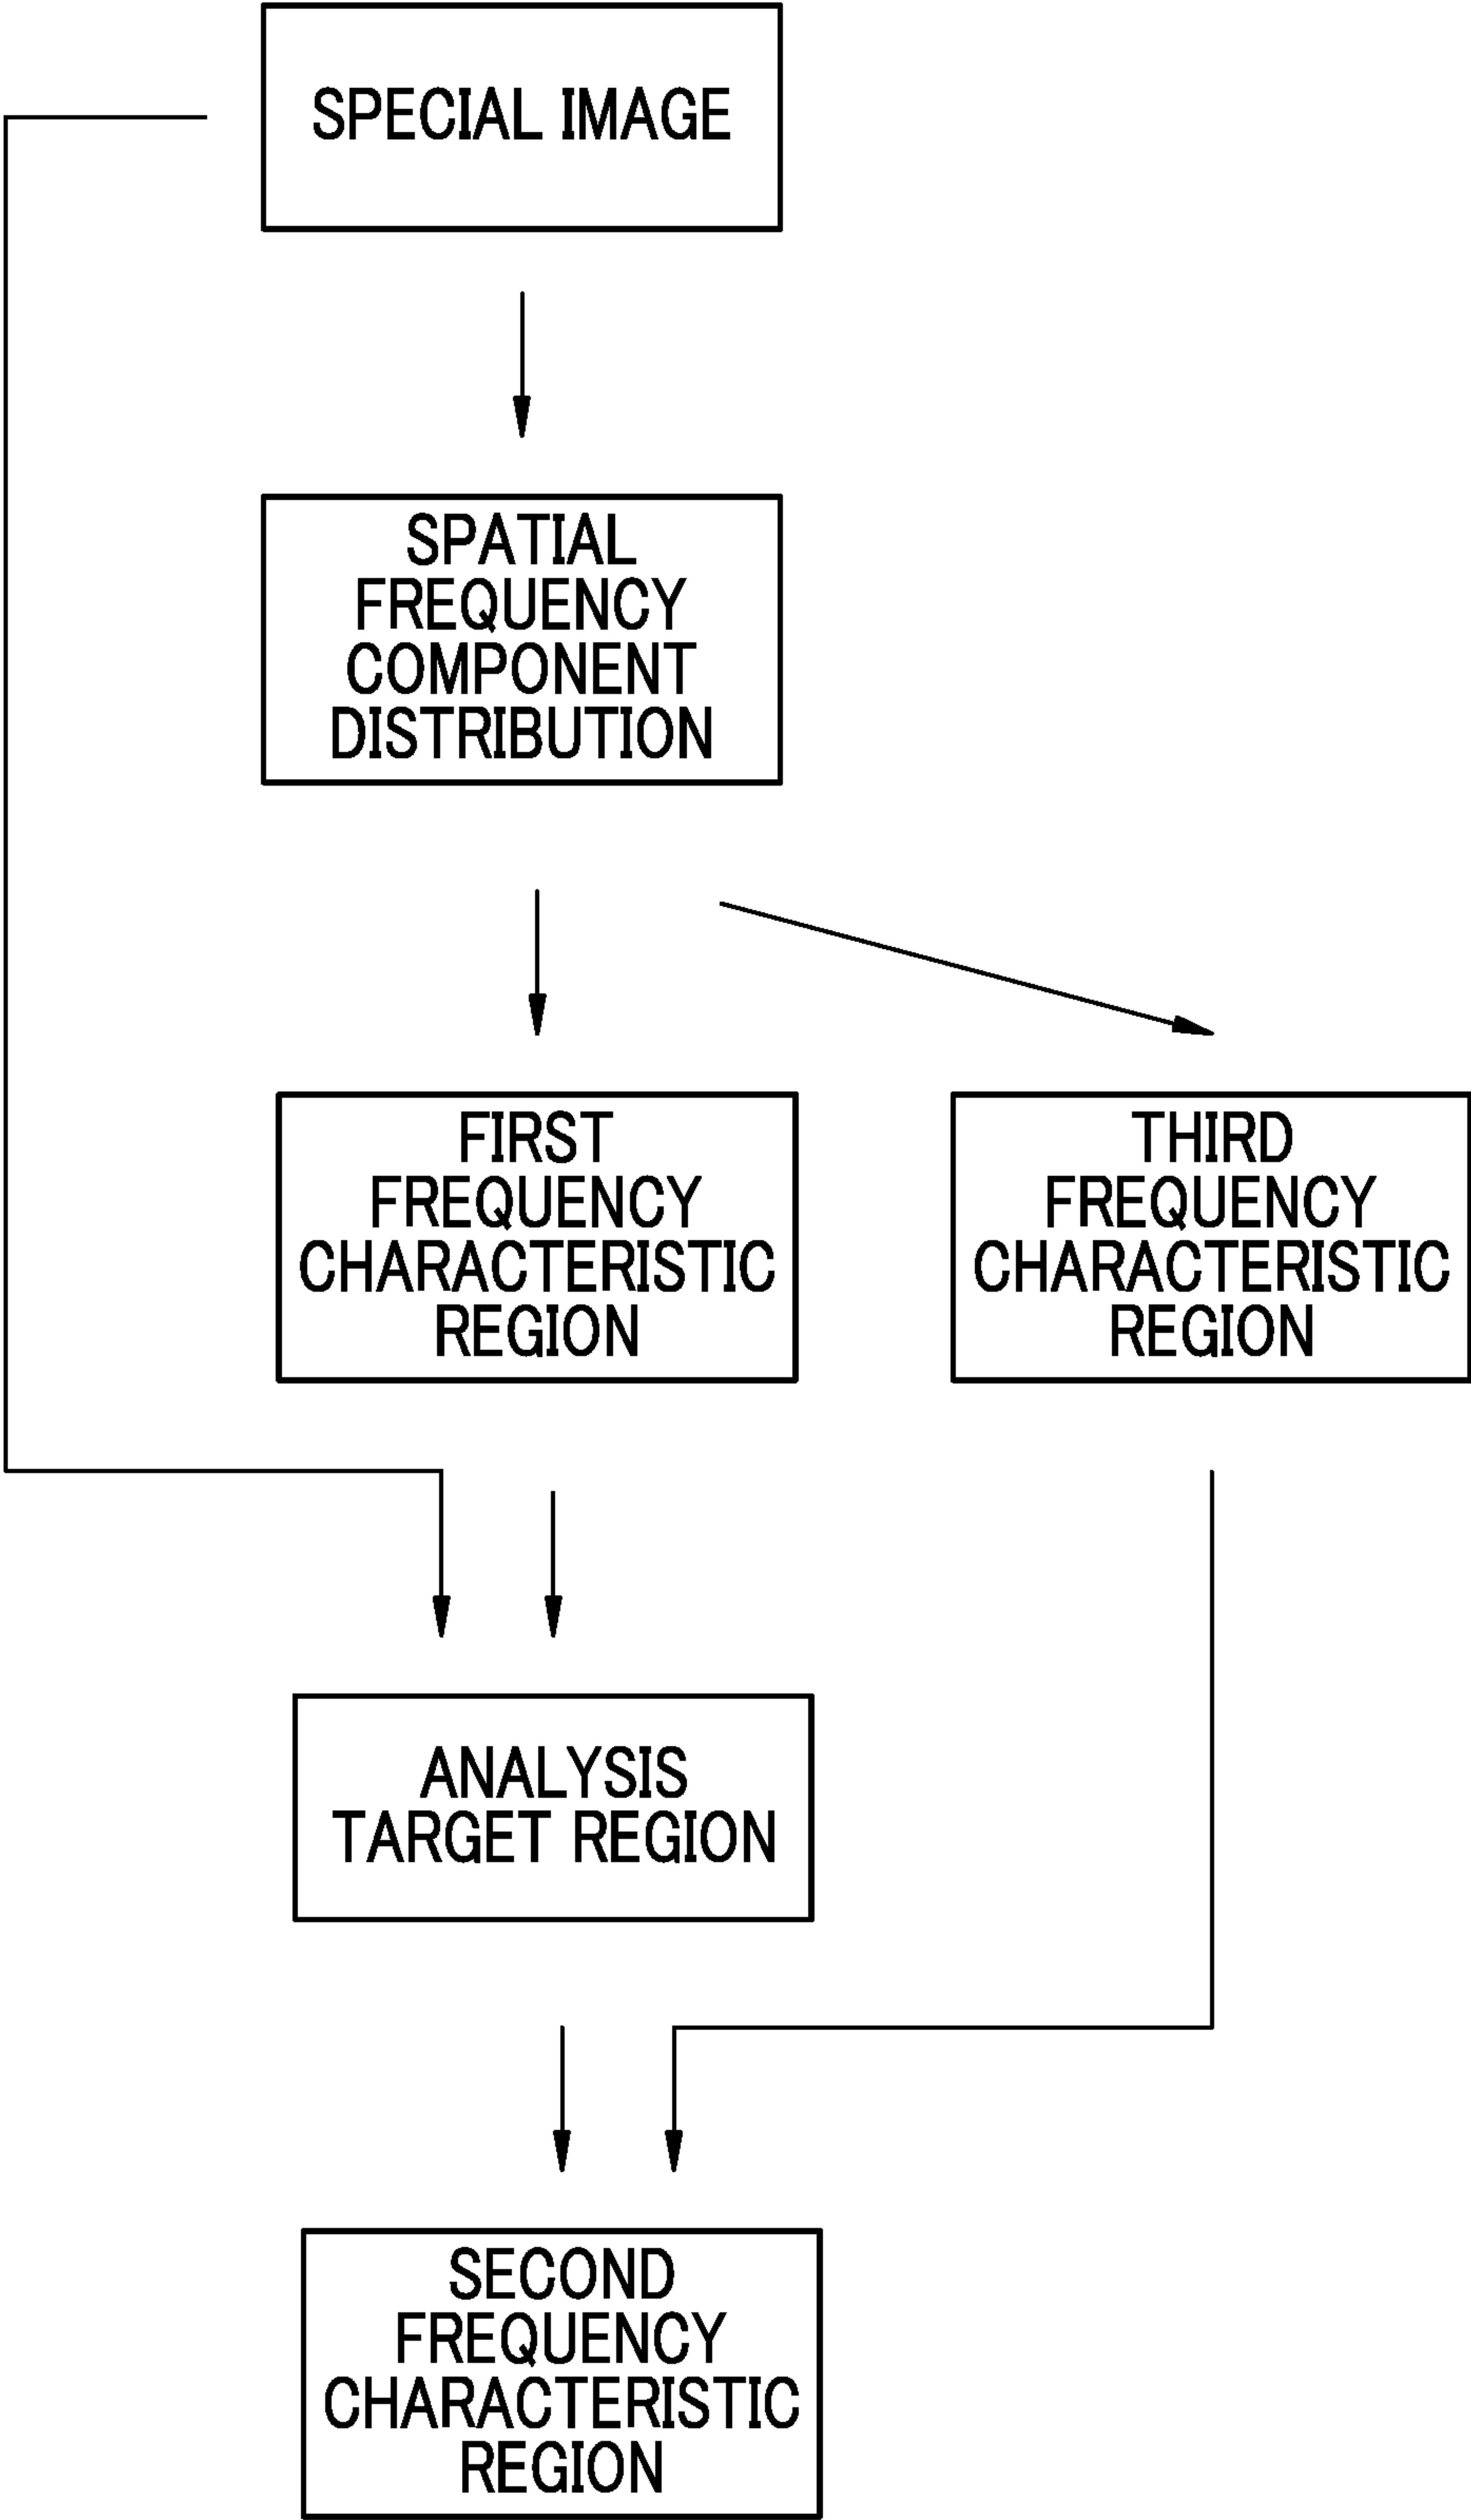 SPECIAL IMAGE
SPATIAL
FREQUENCY
COMPONENT
DISTRIBUTION
FIRST
FREQUENCY
CHARACTERISTIC
REGION
THIRD
FREQUENCY
CHARACTERISTIC
REGION
ANALYSIS
TARGET REGION
SECOND
FREQUENCY
CHARACTERISTIC
REGION